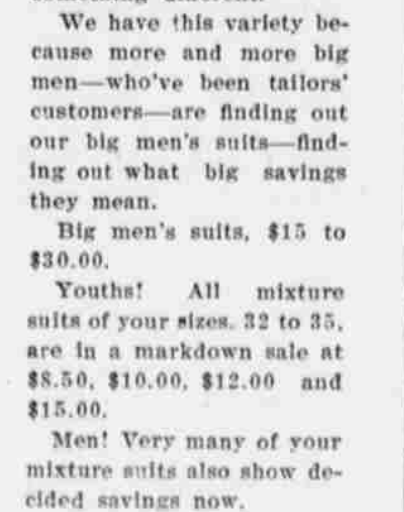 We have this variety be-
cause more and more big
men—who've been tailors'
customers—are finding out
our big men's suits—find-
ing out what big savings
they mean.
Big men's suits, $15 to
$30.00.
Youths! All mixture
suits of your sizes. 32 to 35,
are in a markdown sale at
$8.50, $10.00, $12.00 and
$15.00.
Men! Very many of your
mixture suits also show de-
cided savings now.